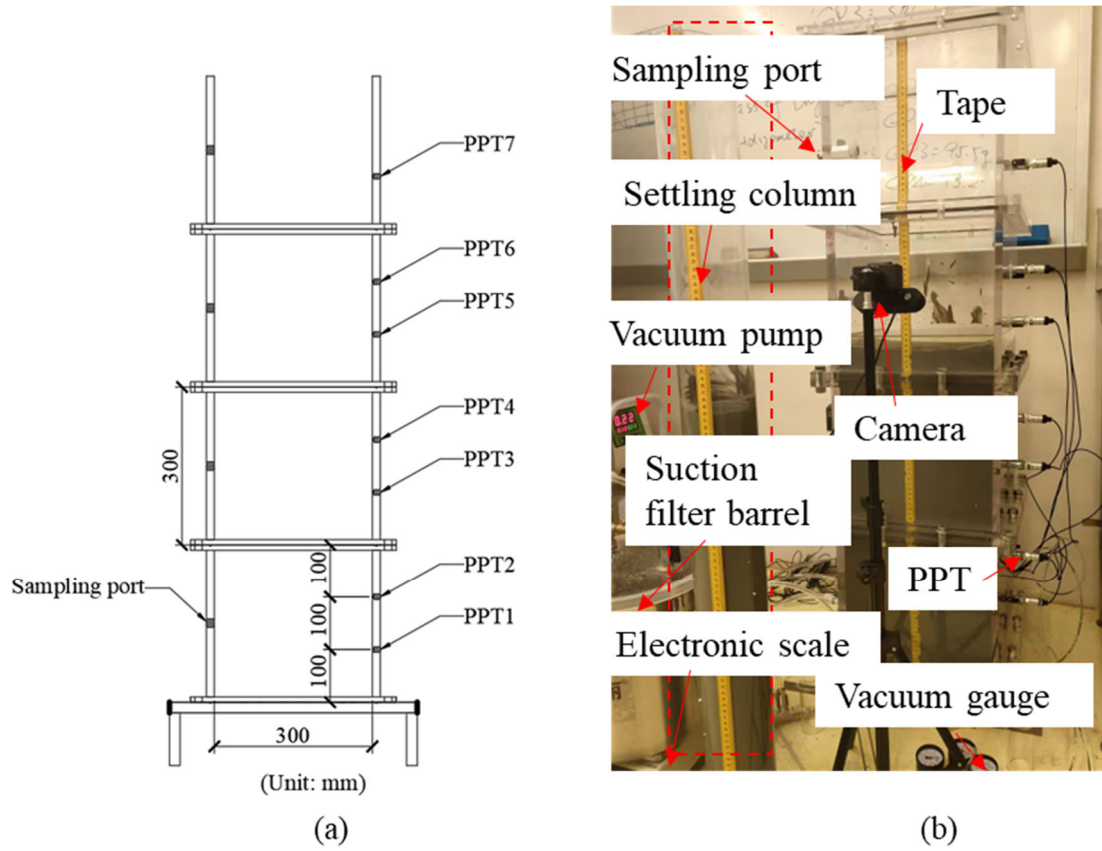 PPT7
PPT6
PPT5
PPT4
PPT3
300
PPT2
100
Sampling port
100
PPT1
100
300
(Unit: mm)
(a)
Sampling port
Tape
Settling column
Vacuum pump
Camera
Suction
filter barrel
PPT
Electronic scale
Vacuum gauge
(b)